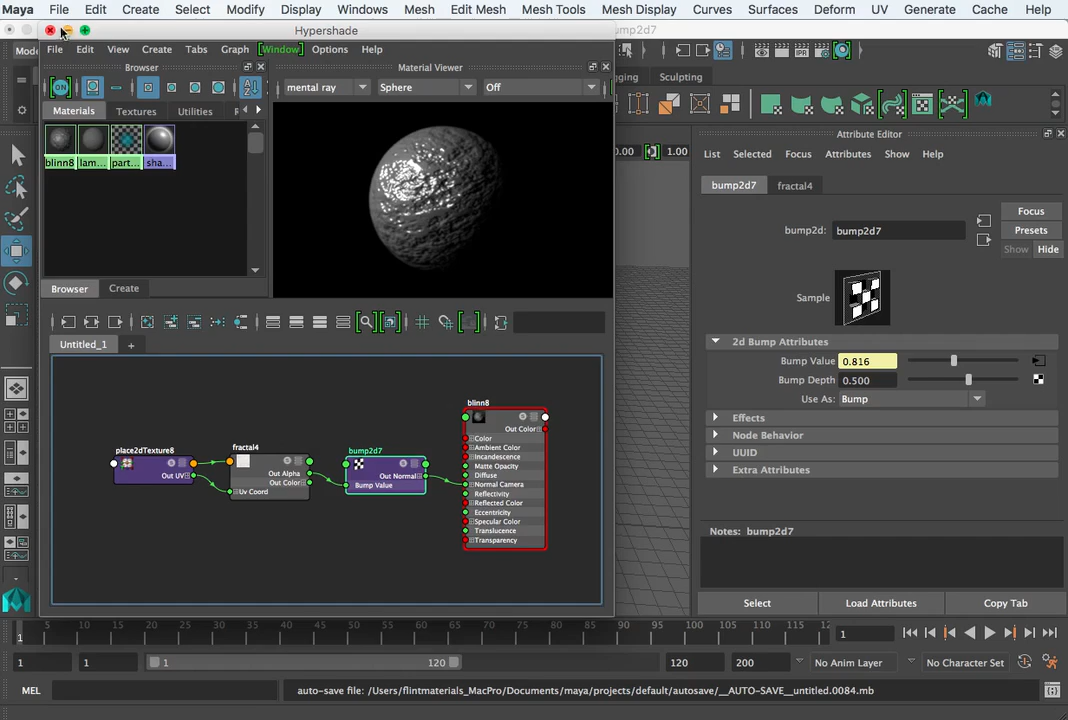 Maya File Edit Create Select Modify Display Windows Mesh Edit Mesh Mesh Tools Mesh Display Curves Surfaces Deform UV Generate Cache Help
Hypershade
ump2d7
File Edit View Create Tabs Graph [Window] Options Help
Browser
Material Viewer
ON
mental ray Sphere Off
Materials Textures Utilities
blinn8 lam... part... sha...
Browser Create
Untitled_1 +
place2dTexture8
Out UV
fractal4
Out Alpha
Out Color
Uv Coord
bump2d7
Out Normal
Bump Value
blinn8
Out Color
Color
Ambient Color
Incandescence
Matte Opacity
Diffuse
Normal Camera
Reflectivity
Reflected Color
Eccentricity
Specular Color
Translucence
Transparency
IPR
ging Sculpting
0.00 1.00
Attribute Editor
List Selected Focus Attributes Show Help
bump2d7 fractal4
bump2d: bump2d7
Focus
Presets
Show Hide
Sample
2d Bump Attributes
Bump Value 0.816
Bump Depth 0.500
Use As: Bump
Effects
Node Behavior
UUID
Extra Attributes
Notes: bump2d7
Select Load Attributes Copy Tab
1 5 10 15 20 25 30 35 40 45 50 55 60 65 70 75 80 85 90 95 100 105 110 115 12 1
1 1 1 120 120 200 No Anim Layer No Character Set
MEL auto-save file: /Users/flintmaterials_MacPro/Documents/maya/projects/default/autosave/__AUTO-SAVE__untitled.0084.mb